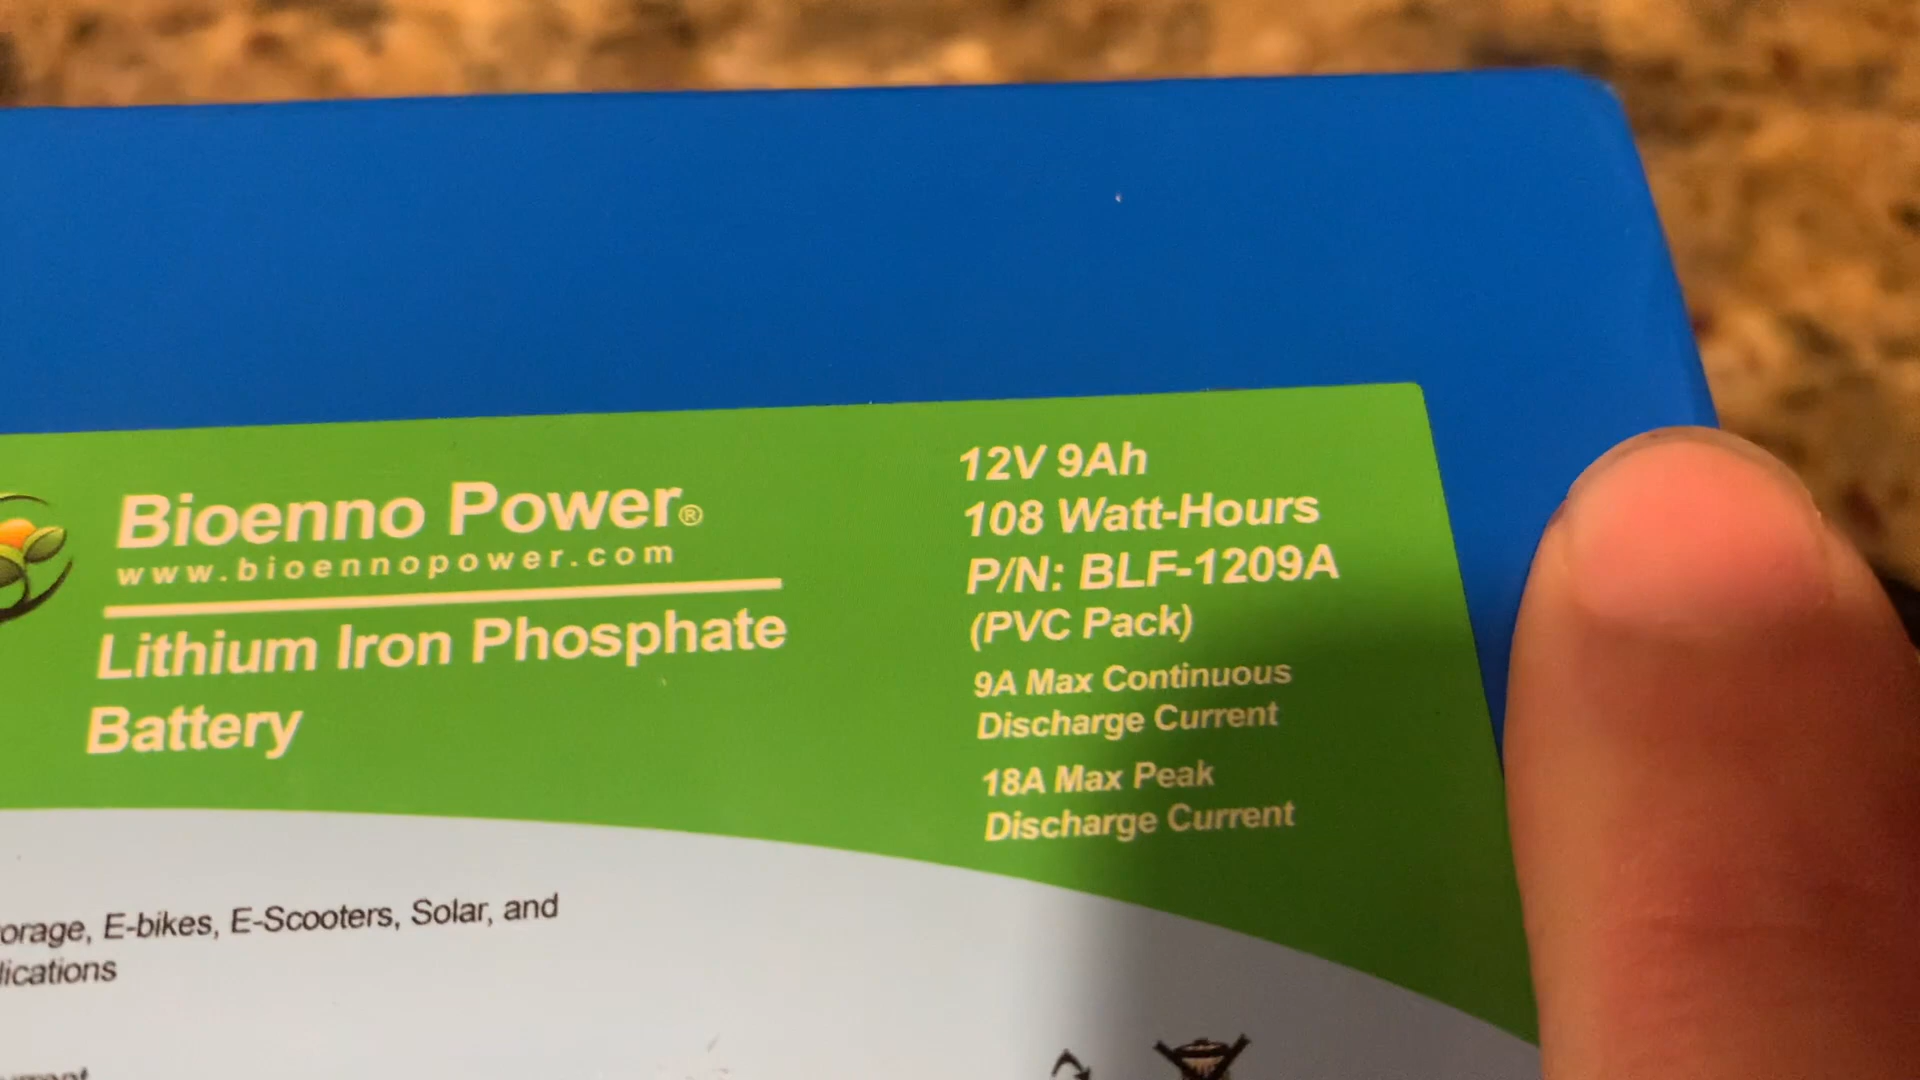 Bioenno Power®
www.bioennopower.com
Lithium Iron Phosphate
Battery
12V 9Ah
108 Watt-Hours
P/N: BLF-1209A
(PVC Pack)
9A Max Continuous
Discharge Current
18A Max Peak
Discharge Current
E-bikes, E-Scooters, Solar, and